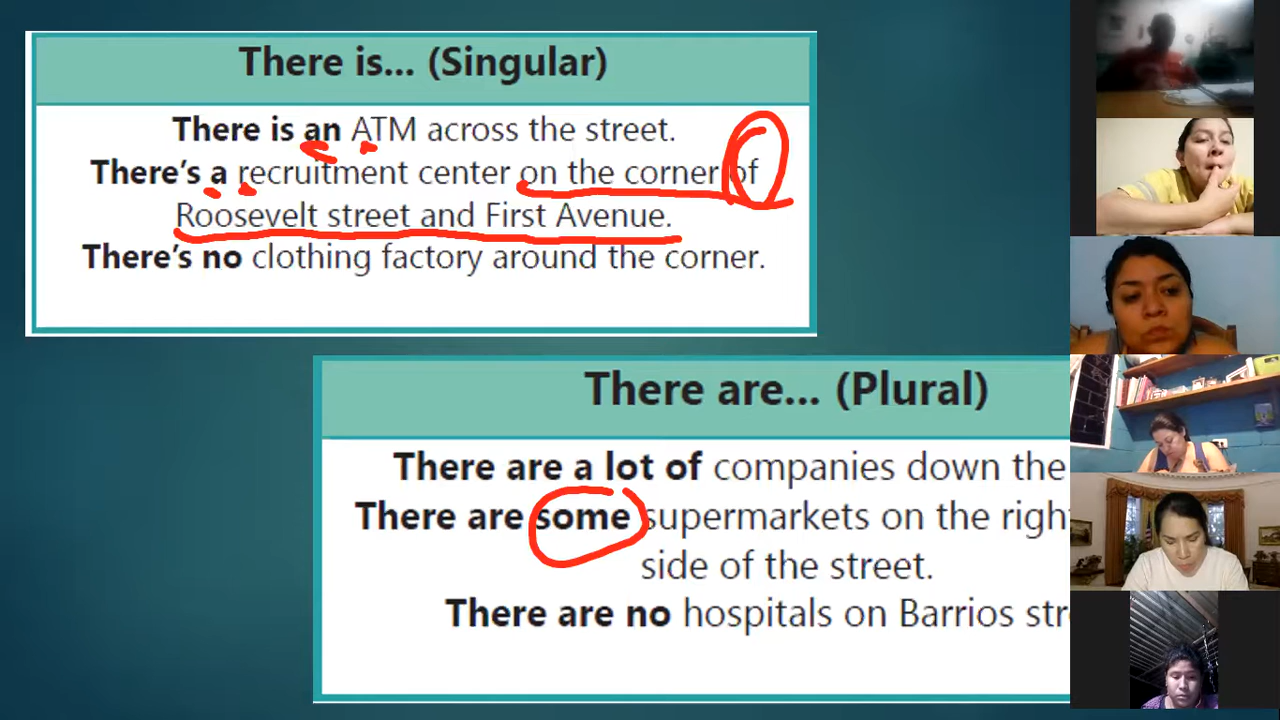 There is... (Singular)
There is an ATM across the street.
There's a recruitment center on the corner of
Roosevelt street and First Avenue.
There's no clothing factory around the corner.
There are... (Plural)
There are a lot of companies down the
There are some supermarkets on the right
side of the street.
There are no hospitals on Barrios